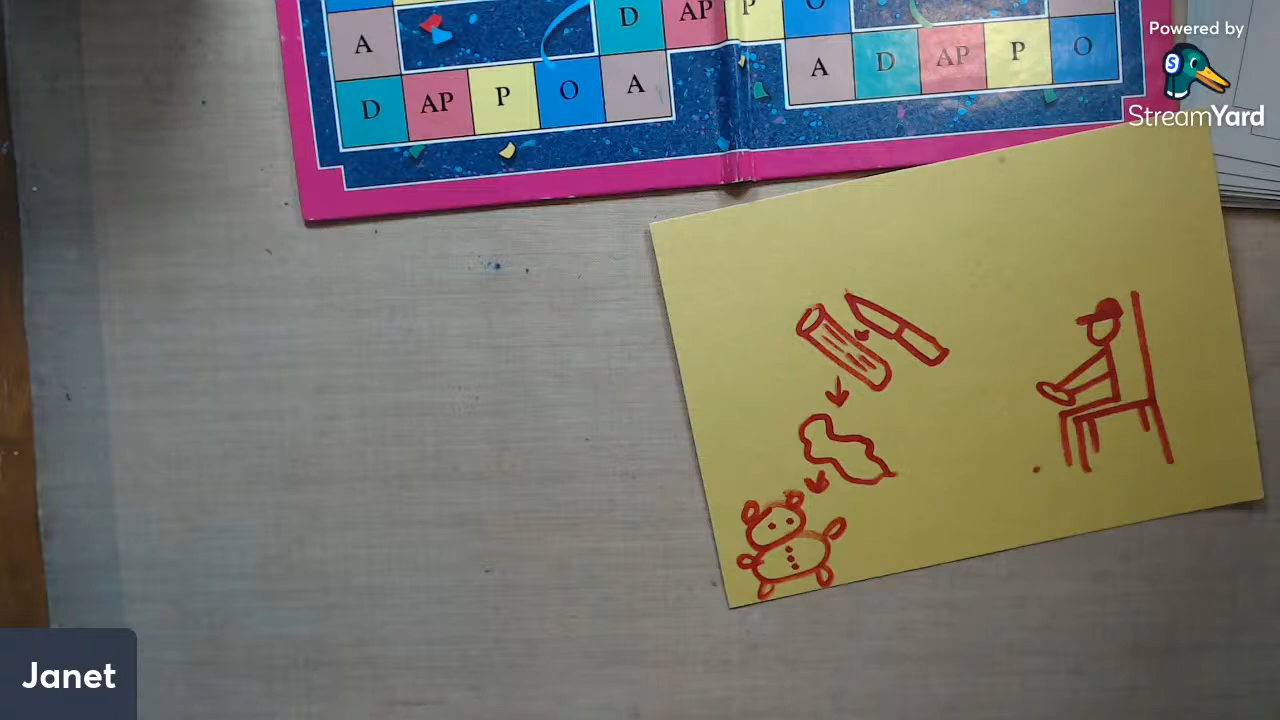 D AP P O
A
A D AP P O
D AP P O A
Powered by
StreamYard
S
Janet